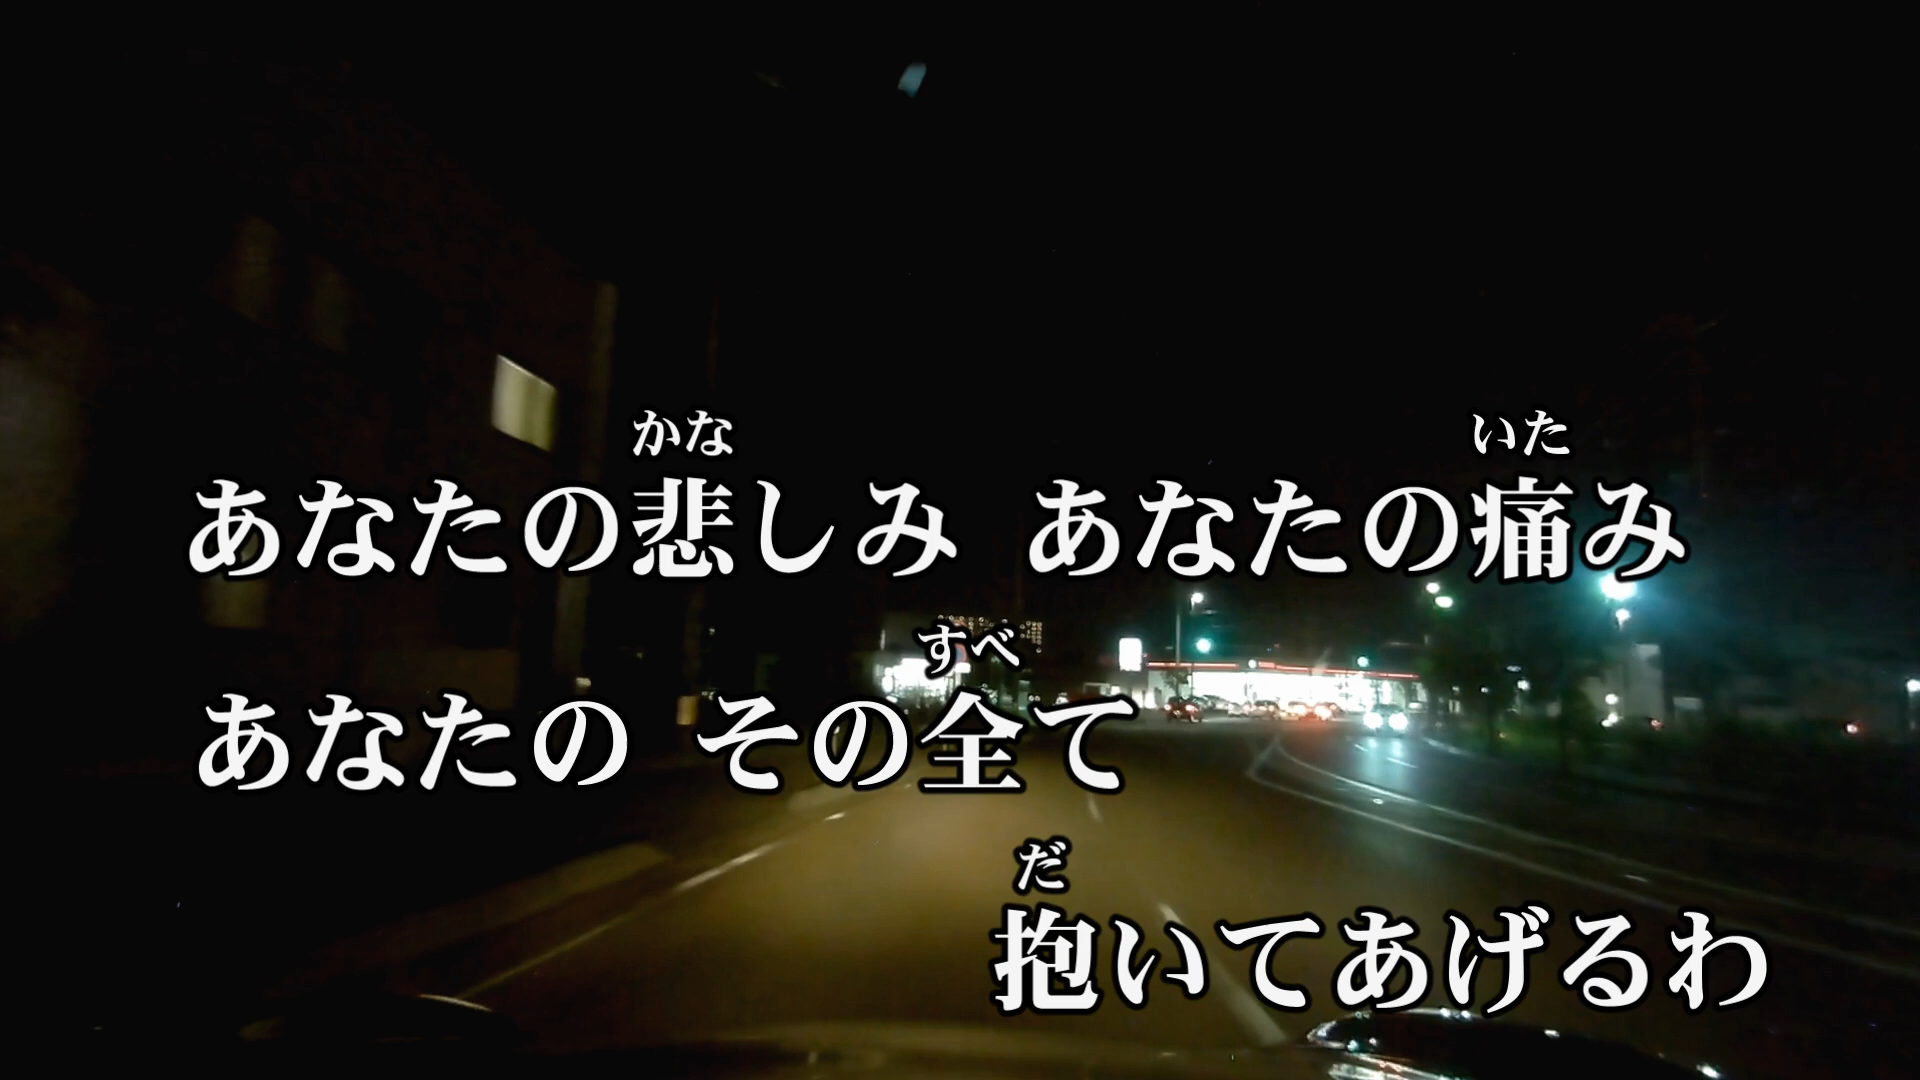 かな いた
あなたの悲しみ あなたの痛み
すべ
あなたの その全て
だ
抱いてあげるわ